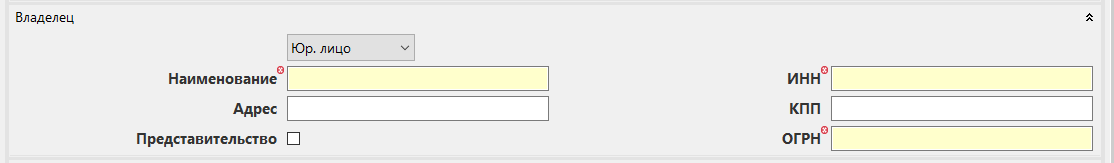 Владелец
Юр. лицо
Наименование ИНН
Адрес КПП
Представительство ОГРН